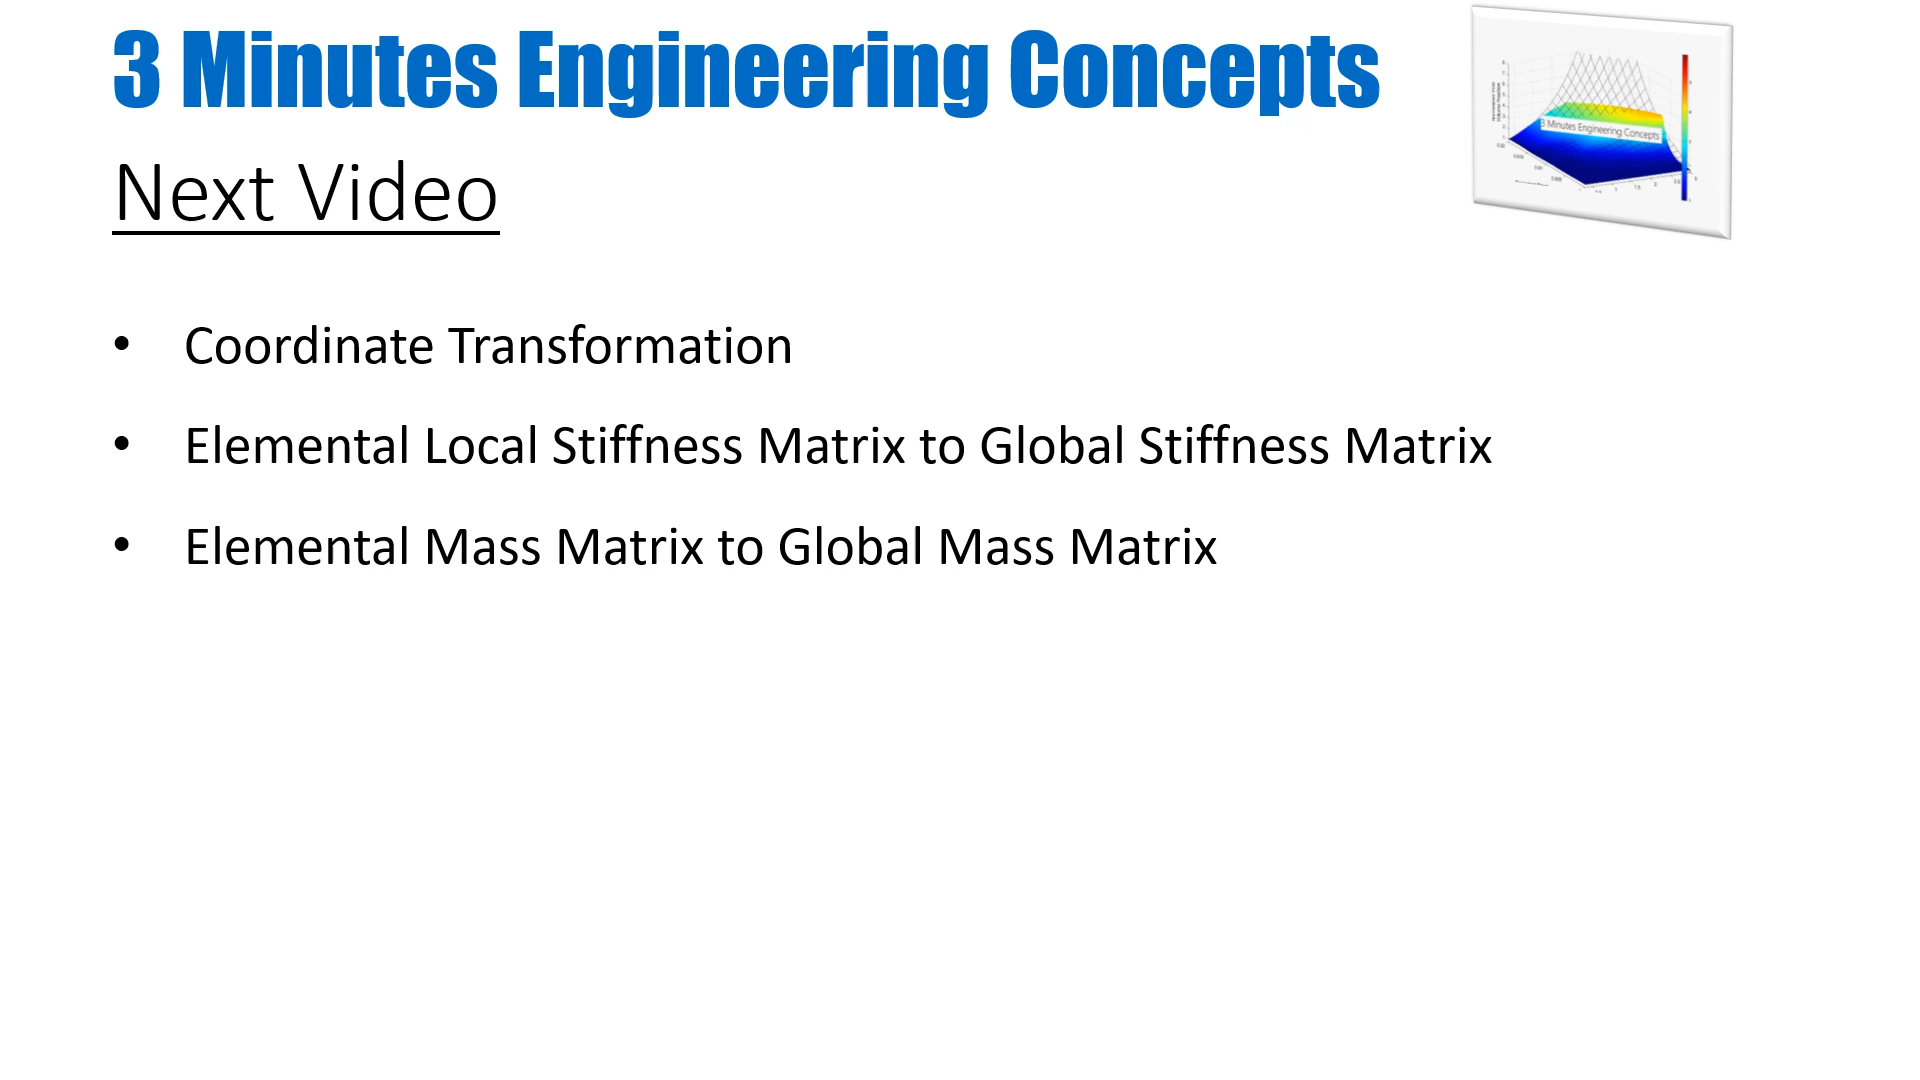 3 Minutes Engineering Concepts
3 Minutes Engineering Concepts
Next Video
• Coordinate Transformation
• Elemental Local Stiffness Matrix to Global Stiffness Matrix
• Elemental Mass Matrix to Global Mass Matrix